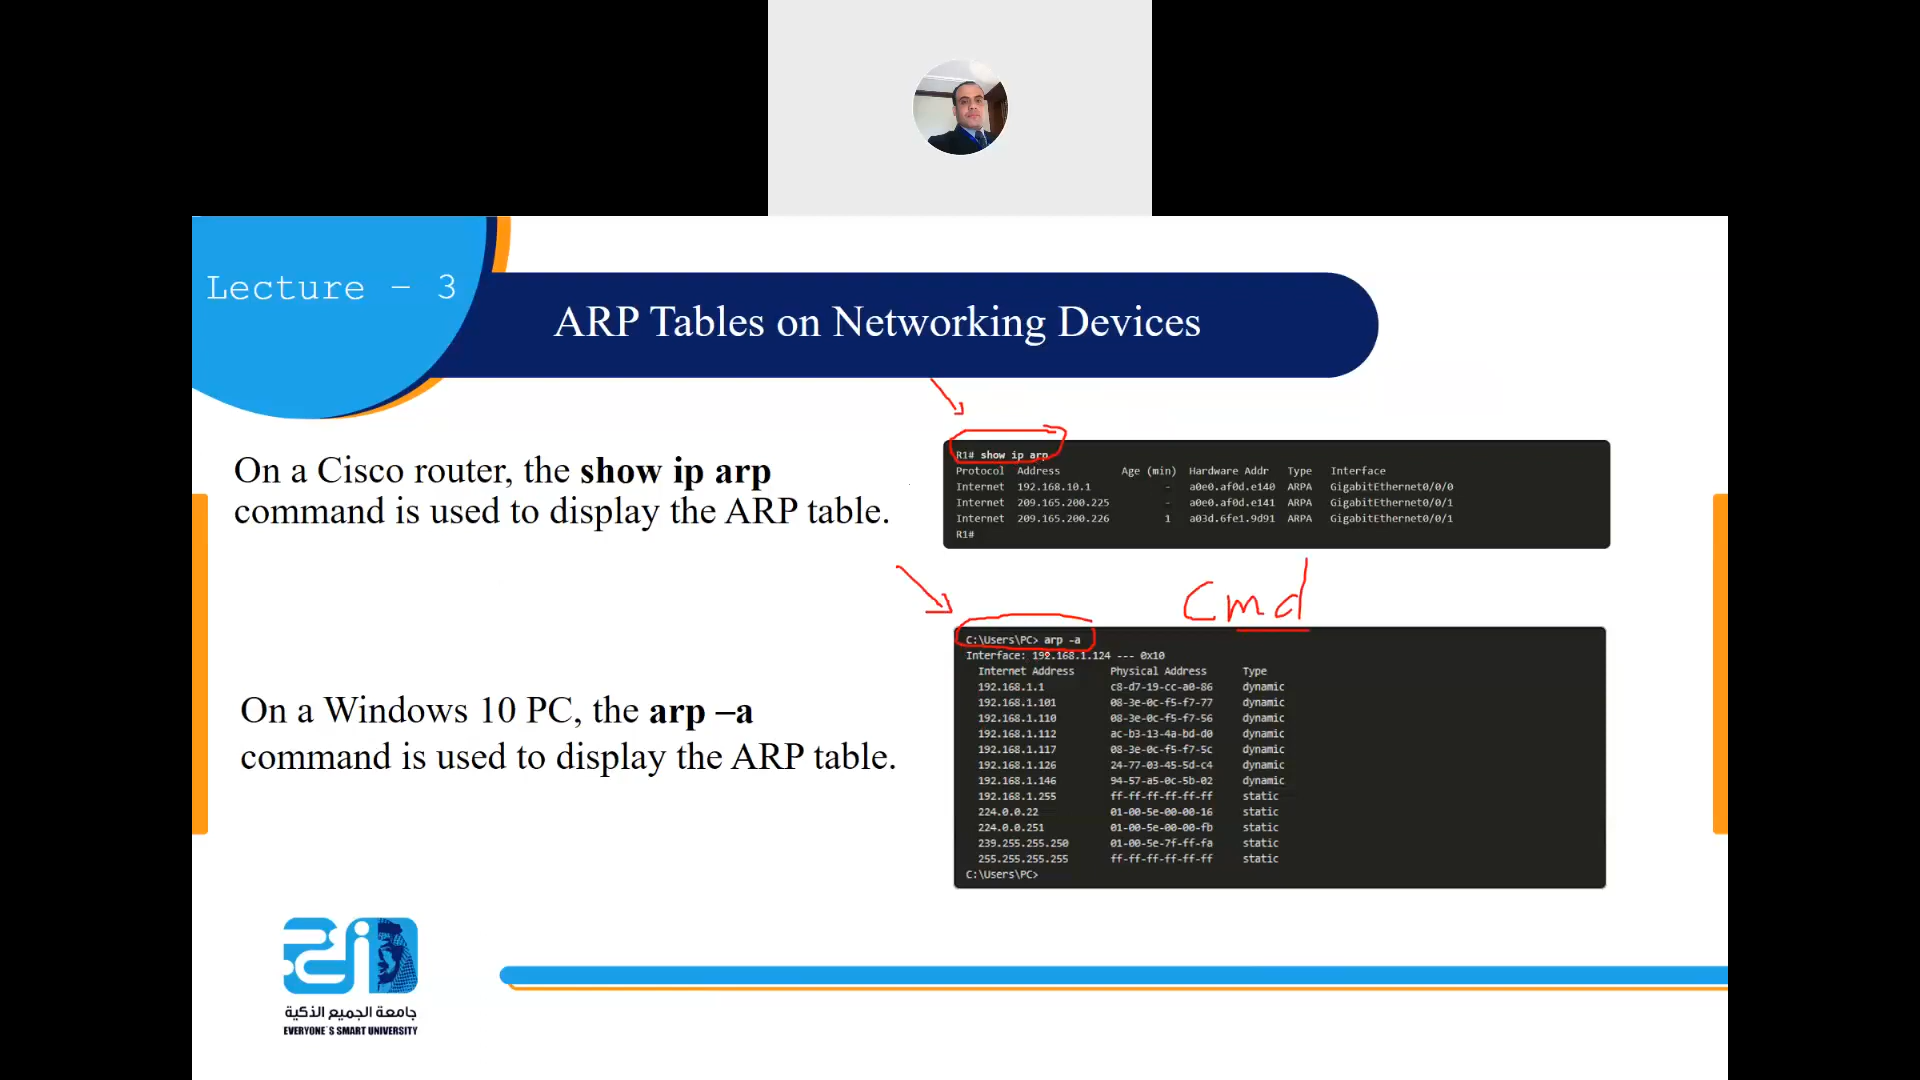 Lecture - 3
ARP Tables on Networking Devices
On a Cisco router, the show ip arp
command is used to display the ARP table.
R1# show ip arp
Protocol Address Age (min) Hardware Addr Type Interface
Internet 192.168.10.1 - a0e0.af0d.e140 ARPA GigabitEthernet0/0/0
Internet 209.165.200.225 - a0e0.af0d.e141 ARPA GigabitEthernet0/0/1
Internet 209.165.200.226 1 a03d.6fe1.9d91 ARPA GigabitEthernet0/0/1
R1#
Cmd
On a Windows 10 PC, the arp –a
command is used to display the ARP table.
C:\Users\PC> arp -a
Interface: 192.168.1.124 --- 0x10
Internet Address Physical Address Type
192.168.1.1 c8-d7-19-cc-a0-86 dynamic
192.168.1.101 08-3e-0c-f5-f7-77 dynamic
192.168.1.110 08-3e-0c-f5-f7-56 dynamic
192.168.1.112 ac-b3-13-4a-bd-d0 dynamic
192.168.1.117 08-3e-0c-f5-f7-5c dynamic
192.168.1.126 24-77-03-45-5d-c4 dynamic
192.168.1.146 94-57-a5-0c-5b-02 dynamic
192.168.1.255 ff-ff-ff-ff-ff-ff static
224.0.0.22 01-00-5e-00-00-16 static
224.0.0.251 01-00-5e-00-00-fb static
239.255.255.250 01-00-5e-7f-ff-fa static
255.255.255.255 ff-ff-ff-ff-ff-ff static
C:\Users\PC>
جامعة الجميع الذكية
EVERYONE`S SMART UNIVERSITY